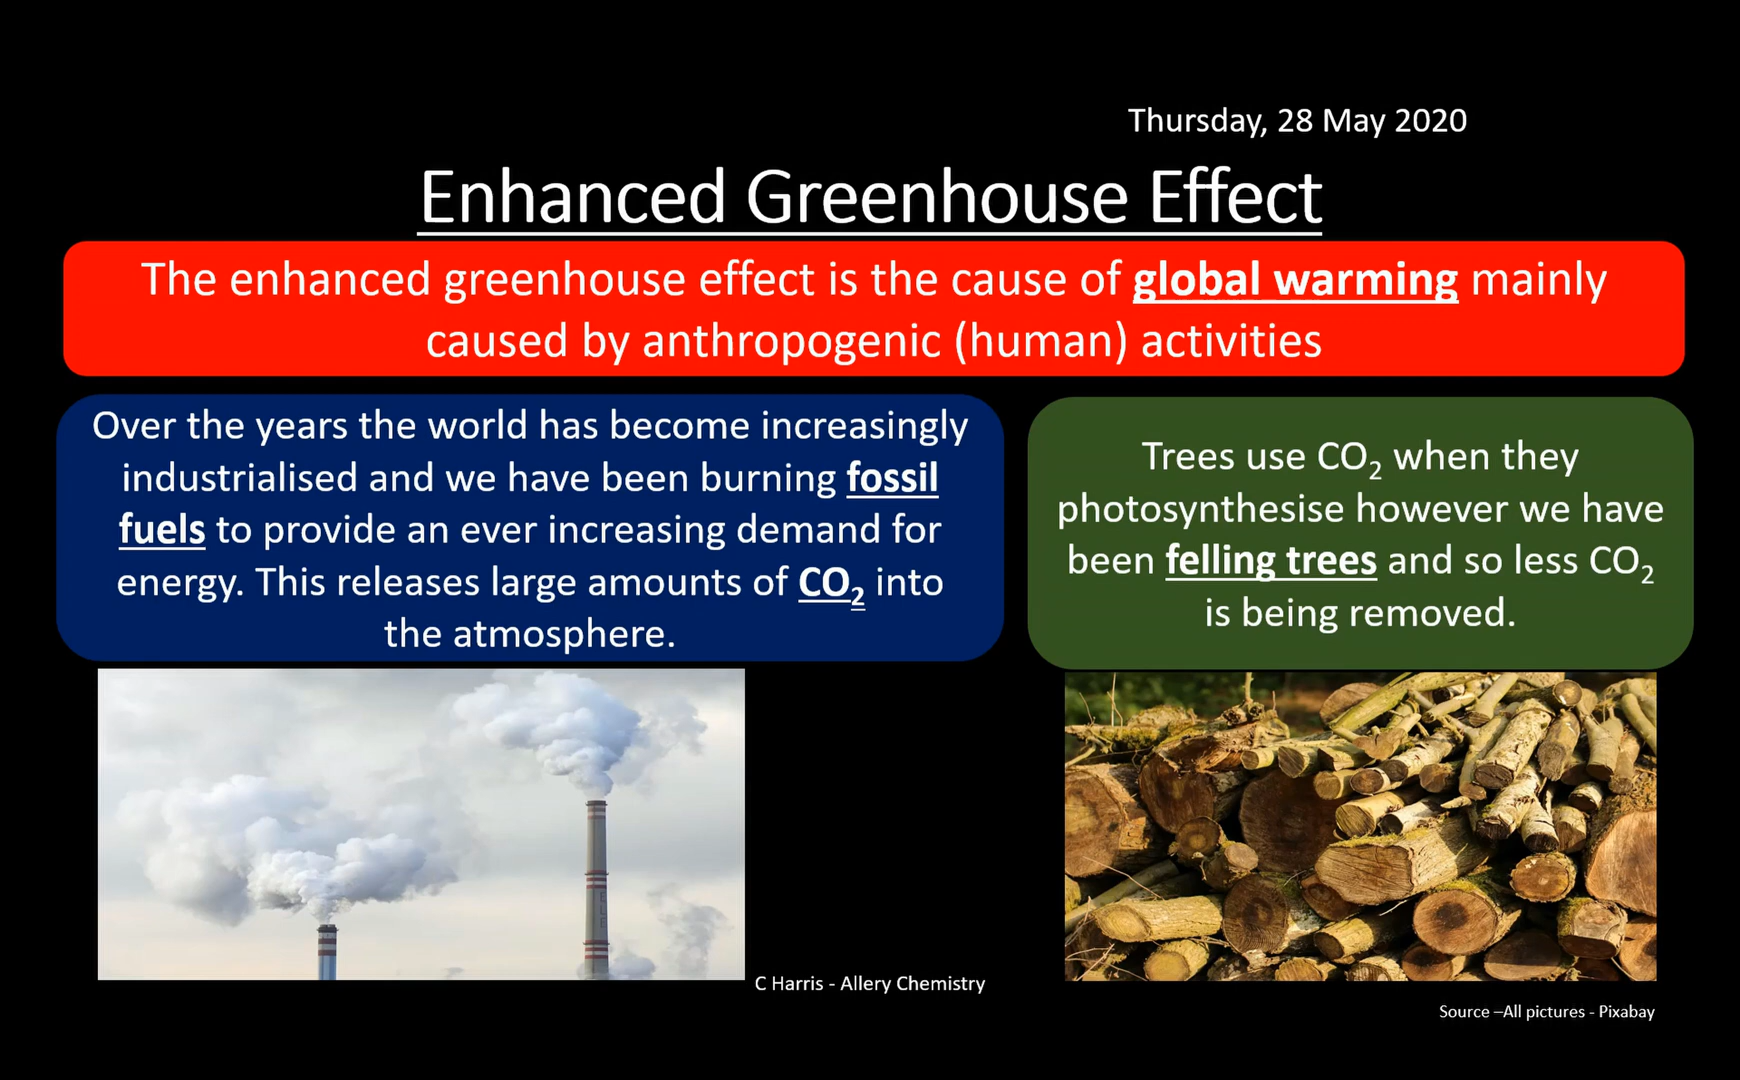 Thursday, 28 May 2020
Enhanced Greenhouse Effect
The enhanced greenhouse effect is the cause of global warming mainly
caused by anthropogenic (human) activities
Over the years the world has become increasingly
industrialised and we have been burning fossil
fuels to provide an ever increasing demand for
energy. This releases large amounts of CO₂ into
the atmosphere.
Trees use CO₂ when they
photosynthesise however we have
been felling trees and so less CO₂
is being removed.
C Harris - Allery Chemistry
Source –All pictures - Pixabay